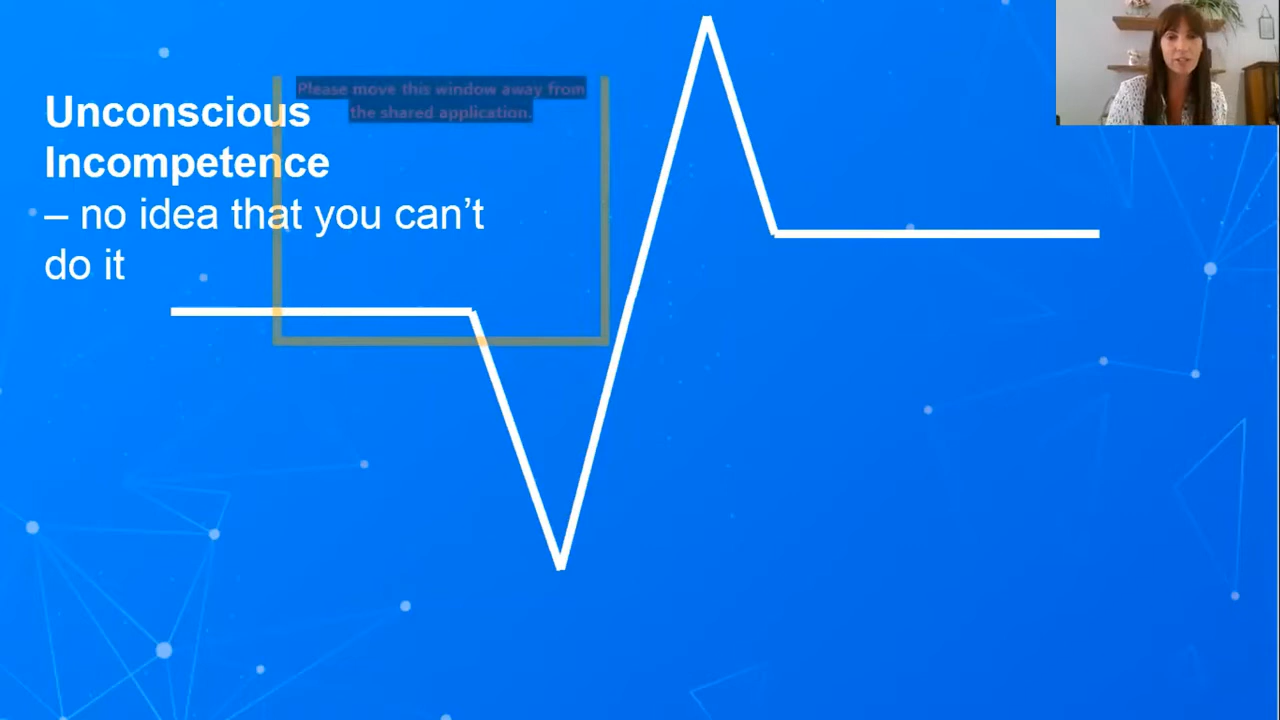 Please move this window away from
the shared application.
Unconscious
Incompetence
– no idea that you can’t
do it